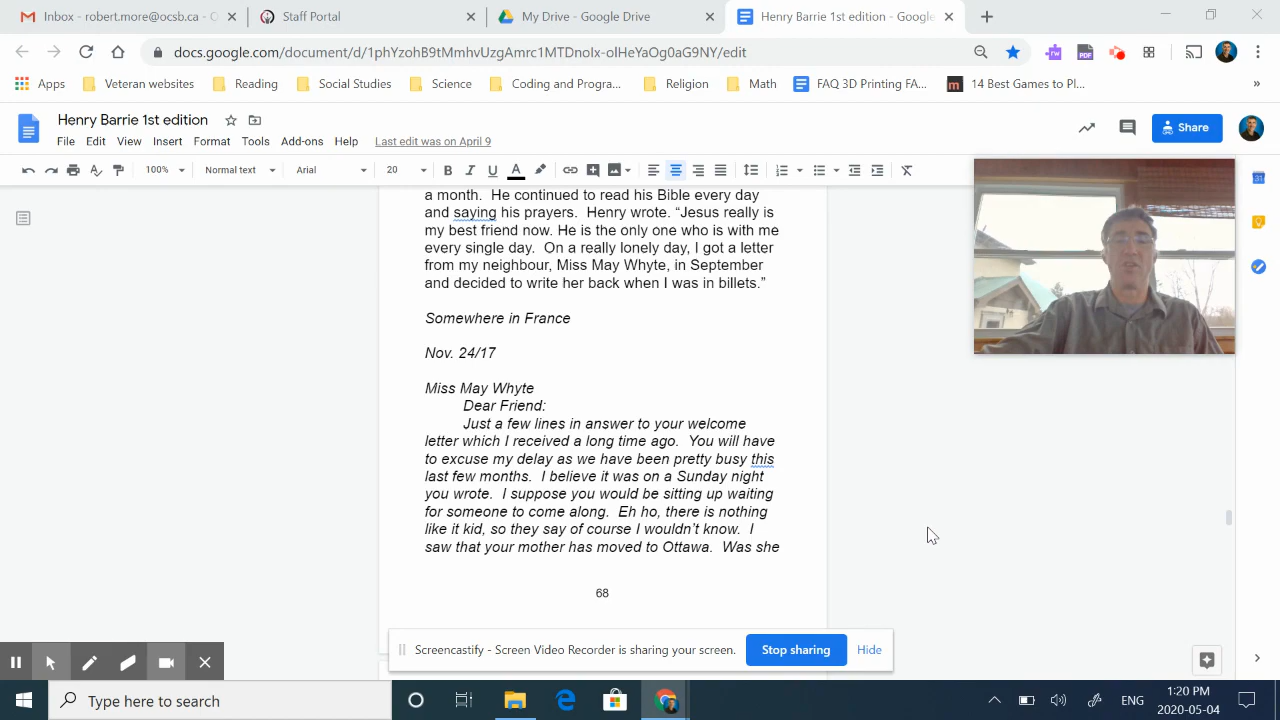 Inbox - robert.more@ocsb.ca - G
Staff Portal
My Drive - Google Drive
Henry Barrie 1st edition - Google
docs.google.com/document/d/1phYzohB9tMmhvUzgAmrc1MTDnoIx-olHeYaOg0aG9NY/edit
Apps
Veteran websites
Reading
Social Studies
Science
Coding and Progra...
Religion
Math
FAQ 3D Printing FA...
14 Best Games to Pl...
»
Henry Barrie 1st edition
File Edit View Insert Format Tools Add-ons Help Last edit was on April 9
Share
100% Normal text Arial 20 B I U A
a month. He continued to read his Bible every day
and saying his prayers. Henry wrote. “Jesus really is
my best friend now. He is the only one who is with me
every single day. On a really lonely day, I got a letter
from my neighbour, Miss May Whyte, in September
and decided to write her back when I was in billets.”
Somewhere in France
Nov. 24/17
Miss May Whyte
Dear Friend:
Just a few lines in answer to your welcome
letter which I received a long time ago. You will have
to excuse my delay as we have been pretty busy this
last few months. I believe it was on a Sunday night
you wrote. I suppose you would be sitting up waiting
for someone to come along. Eh ho, there is nothing
like it kid, so they say of course I wouldn’t know. I
saw that your mother has moved to Ottawa. Was she
68
Screencastify - Screen Video Recorder is sharing your screen.
Stop sharing
Hide
Type here to search
ENG
1:20 PM
2020-05-04